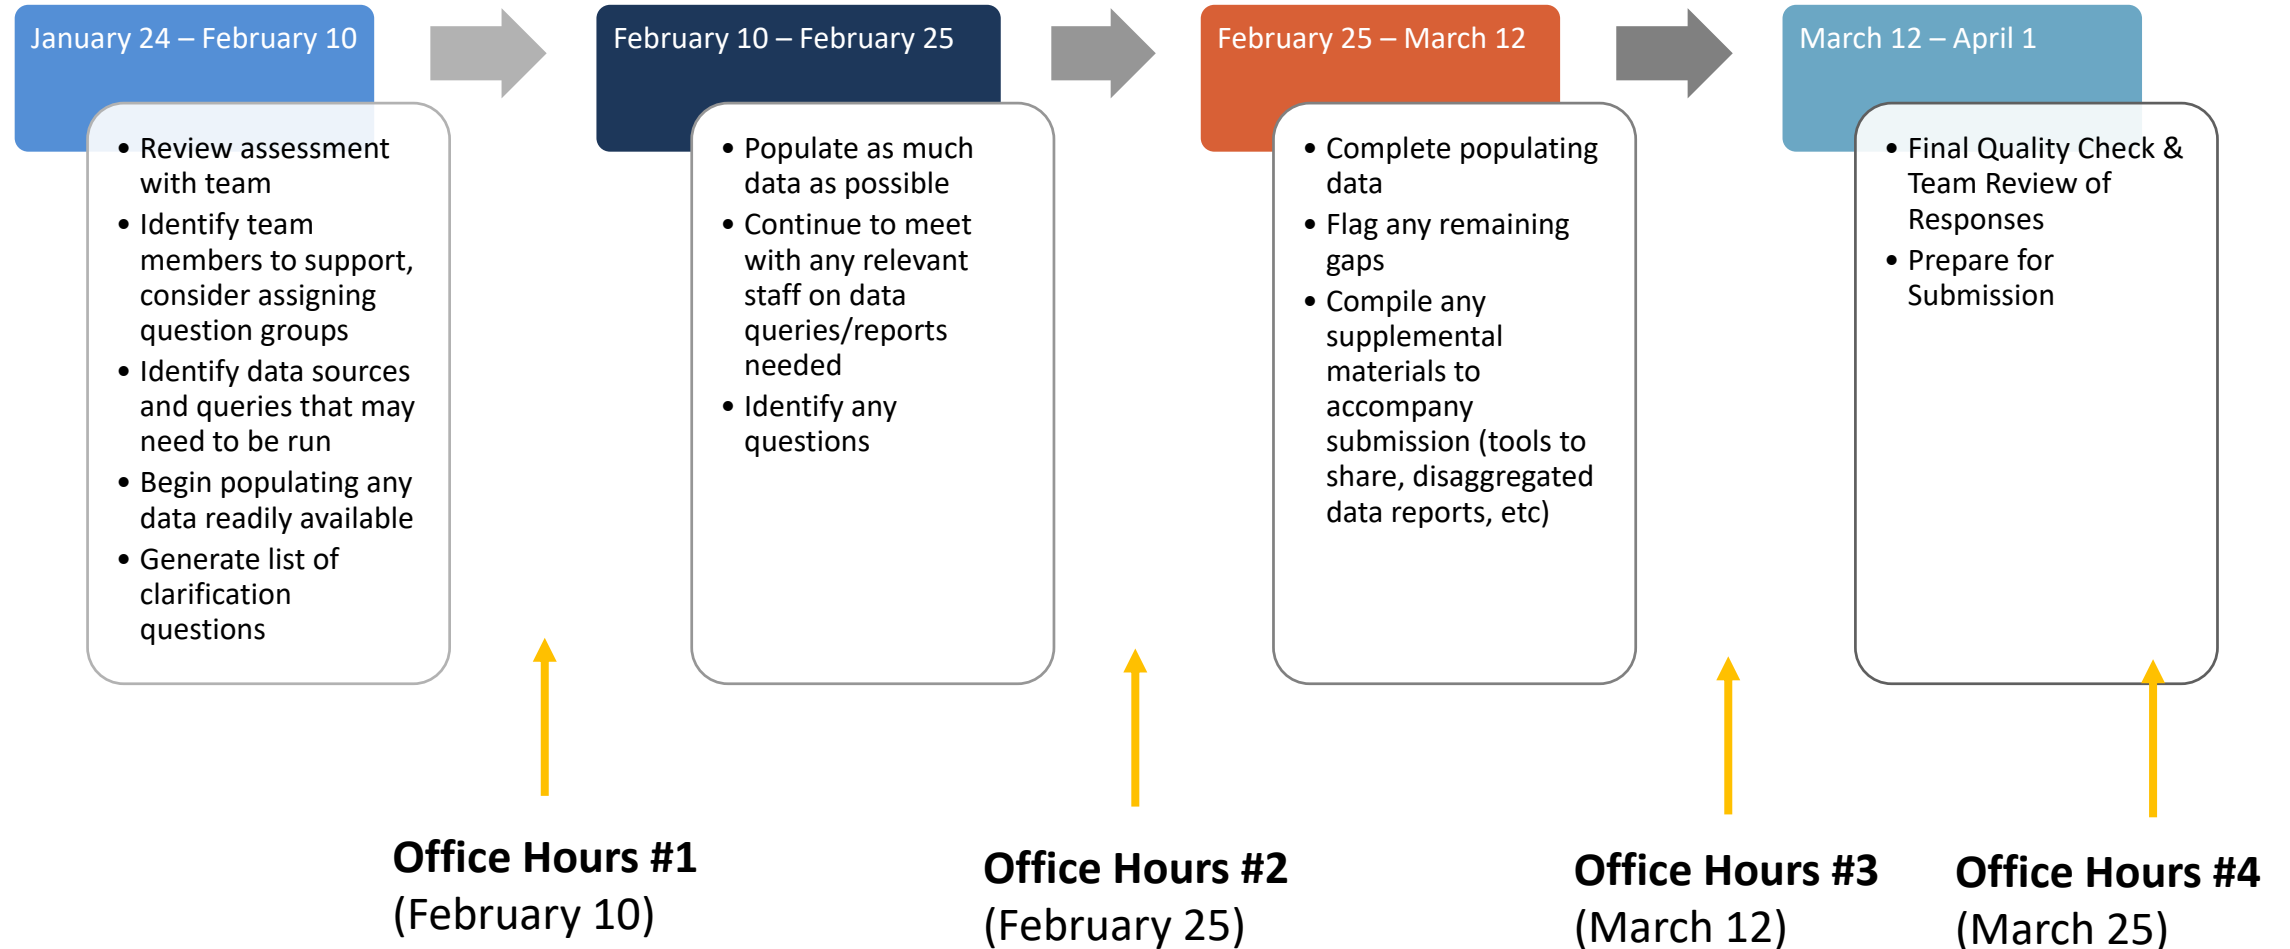 January 24 – February 10
• Review assessment
with team
• Identify team
members to support,
consider assigning
question groups
• Identify data sources
and queries that may
need to be run
• Begin populating any
data readily available
• Generate list of
clarification
questions
February 10 – February 25
• Populate as much
data as possible
• Continue to meet
with any relevant
staff on data
queries/reports
needed
• Identify any
questions
February 25 – March 12
• Complete populating
data
• Flag any remaining
gaps
• Compile any
supplemental
materials to
accompany
submission (tools to
share, disaggregated
data reports, etc)
March 12 – April 1
• Final Quality Check &
Team Review of
Responses
• Prepare for
Submission
Office Hours #1
(February 10)
Office Hours #2
(February 25)
Office Hours #3
(March 12)
Office Hours #4
(March 25)